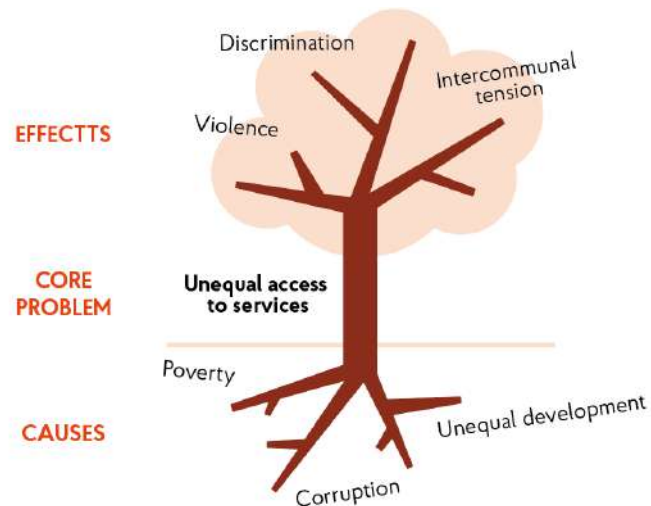 Discrimination
Intercommunal
tension
EFFECTTS
Violence
CORE
PROBLEM
Unequal access
to services
Poverty
CAUSES
Unequal development
Corruption